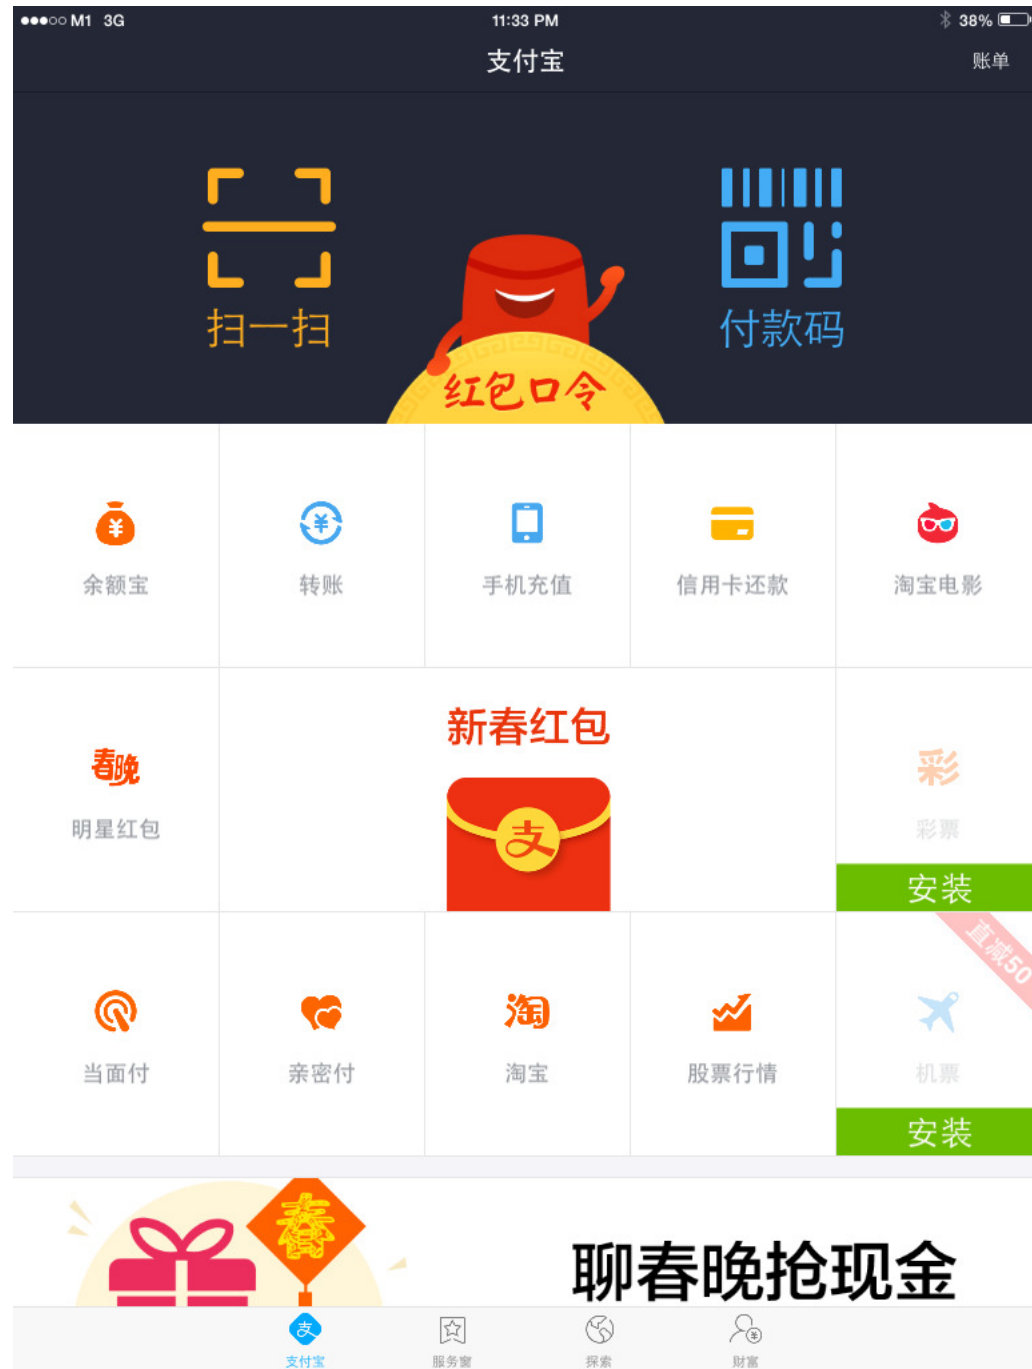 M1 3G 11:33 PM 38%
支付宝 账单
扫一扫 付款码
红包口令
余额宝 转账 手机充值 信用卡还款 淘宝电影
新春红包
春晚 彩
支
明星红包 彩票
安装
直减50
淘
当面付 亲密付 淘宝 股票行情 机票
安装
春
聊春晚抢现金
支
支付宝 服务窗 探索 财富